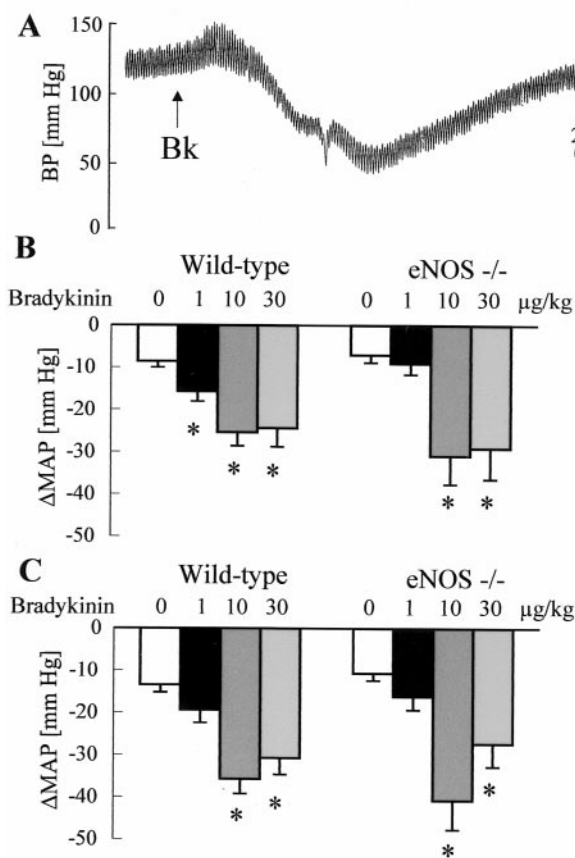 A
150
100
50
0
BP [mm Hg]
Bk
B
Wild-type eNOS -/-
Bradykinin 0 1 10 30 0 1 10 30 µg/kg
0
-10
-20
-30
-40
-50
ΔMAP [mm Hg]
* * * * *
C
Wild-type eNOS -/-
Bradykinin 0 1 10 30 0 1 10 30 µg/kg
0
-10
-20
-30
-40
-50
ΔMAP [mm Hg]
* * * *